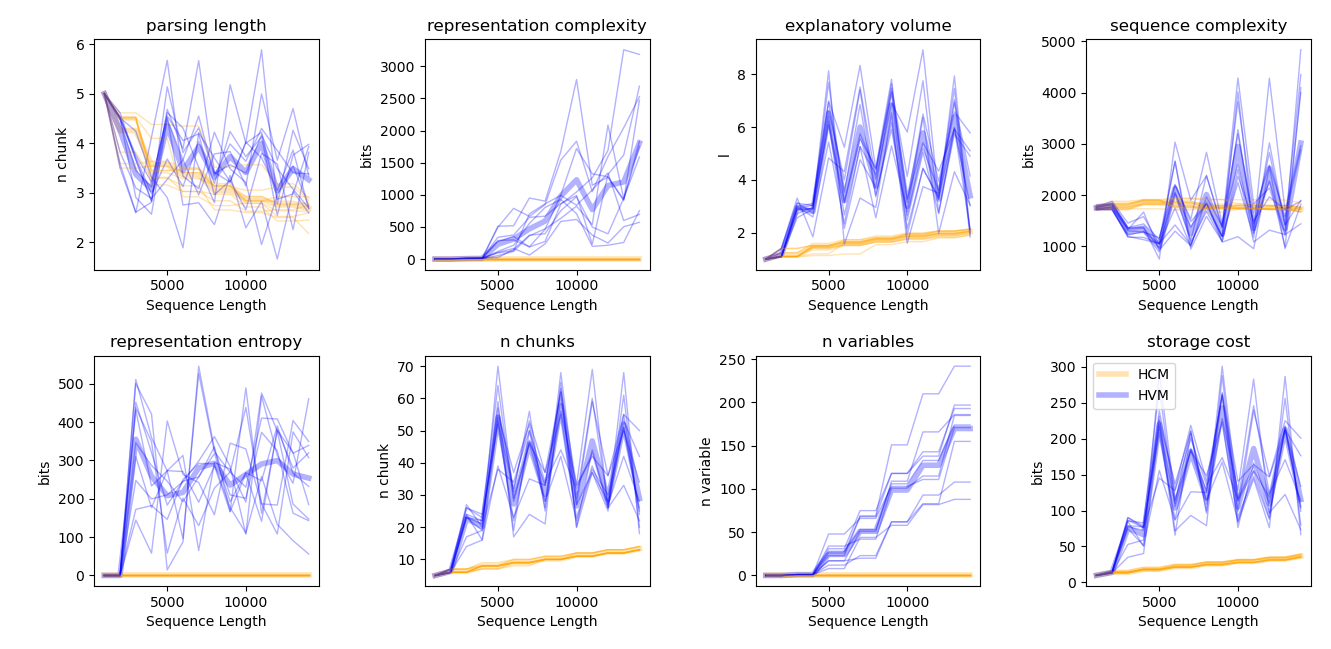 parsing length
6
5
4
3
2
n chunk
5000 10000
Sequence Length
representation complexity
3000
2500
2000
1500
1000
500
0
bits
5000 10000
Sequence Length
explanatory volume
8
6
4
2
l
5000 10000
Sequence Length
sequence complexity
5000
4000
3000
2000
1000
bits
5000 10000
Sequence Length
representation entropy
500
400
300
200
100
0
bits
5000 10000
Sequence Length
n chunks
70
60
50
40
30
20
10
n chunk
5000 10000
Sequence Length
n variables
250
200
150
100
50
0
n variable
5000 10000
Sequence Length
storage cost
300
250
200
150
100
50
0
bits
HCM
HVM
5000 10000
Sequence Length